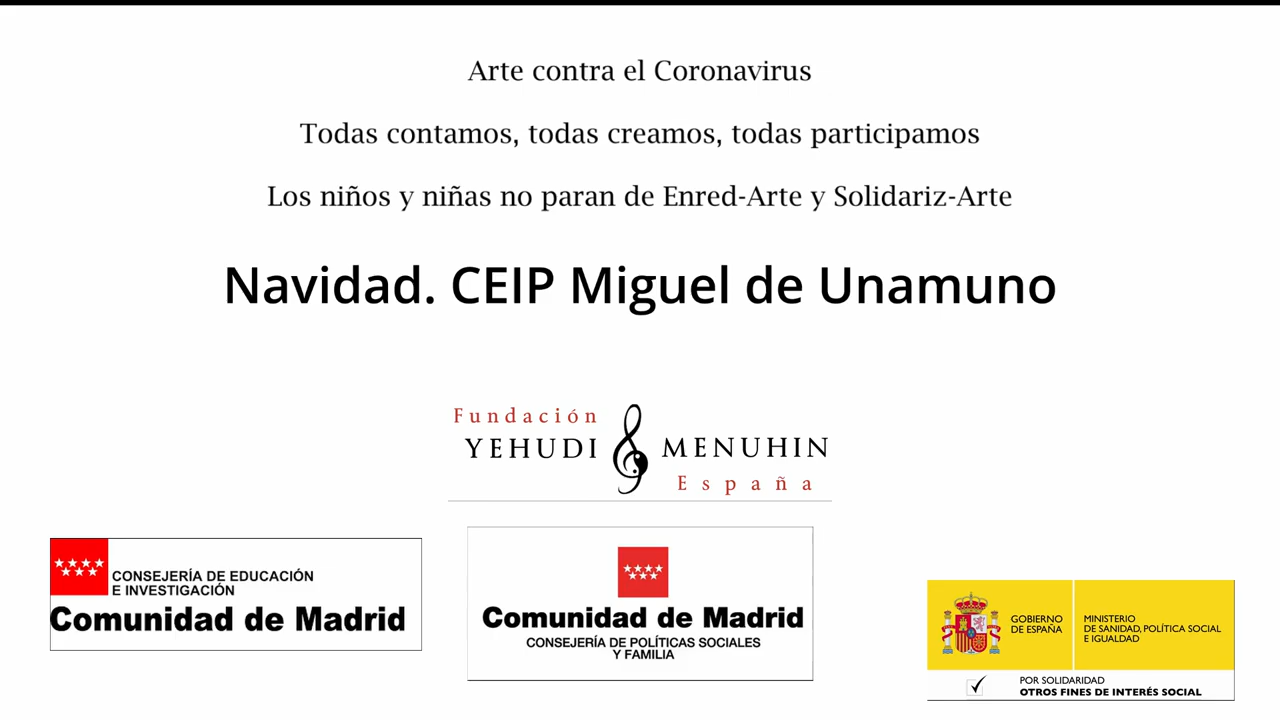 Arte contra el Coronavirus
Todas contamos, todas creamos, todas participamos
Los niños y niñas no paran de Enred-Arte y Solidariz-Arte
Navidad. CEIP Miguel de Unamuno
Fundación
YEHUDI MENUHIN
España
CONSEJERÍA DE EDUCACIÓN
E INVESTIGACIÓN
Comunidad de Madrid
Comunidad de Madrid
CONSEJERÍA DE POLÍTICAS SOCIALES
Y FAMILIA
GOBIERNO
DE ESPAÑA
MINISTERIO
DE SANIDAD, POLÍTICA SOCIAL
E IGUALDAD
POR SOLIDARIDAD
OTROS FINES DE INTERÉS SOCIAL